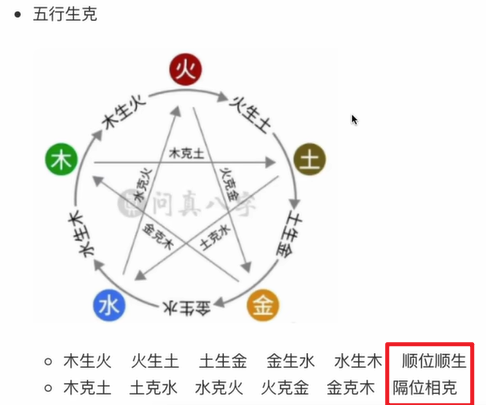 五行生克
火
木生火
火生土
木
土
木克土
水克火
火克金
问真八字
金克木
土克水
水生木
土生金
水
金
金生水
木生火 火生土 土生金 金生水 水生木 顺位顺生
木克土 土克水 水克火 火克金 金克木 隔位相克